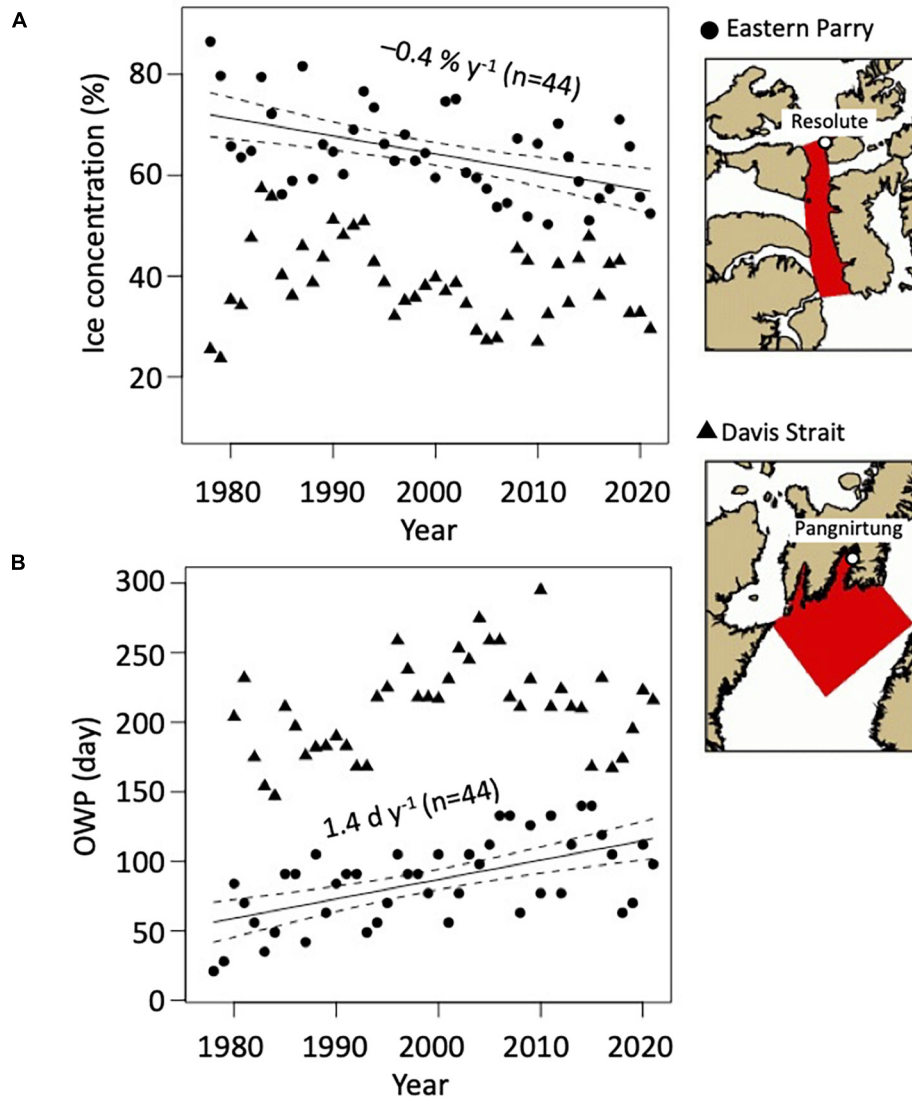 A
Ice concentration (%)
80
60
40
20
−0.4 % y⁻¹ (n=44)
1980 1990 2000 2010 2020
Year
● Eastern Parry
Resolute
▲ Davis Strait
Pangnirtung
B
OWP (day)
300
250
200
150
100
50
0
1.4 d y⁻¹ (n=44)
1980 1990 2000 2010 2020
Year